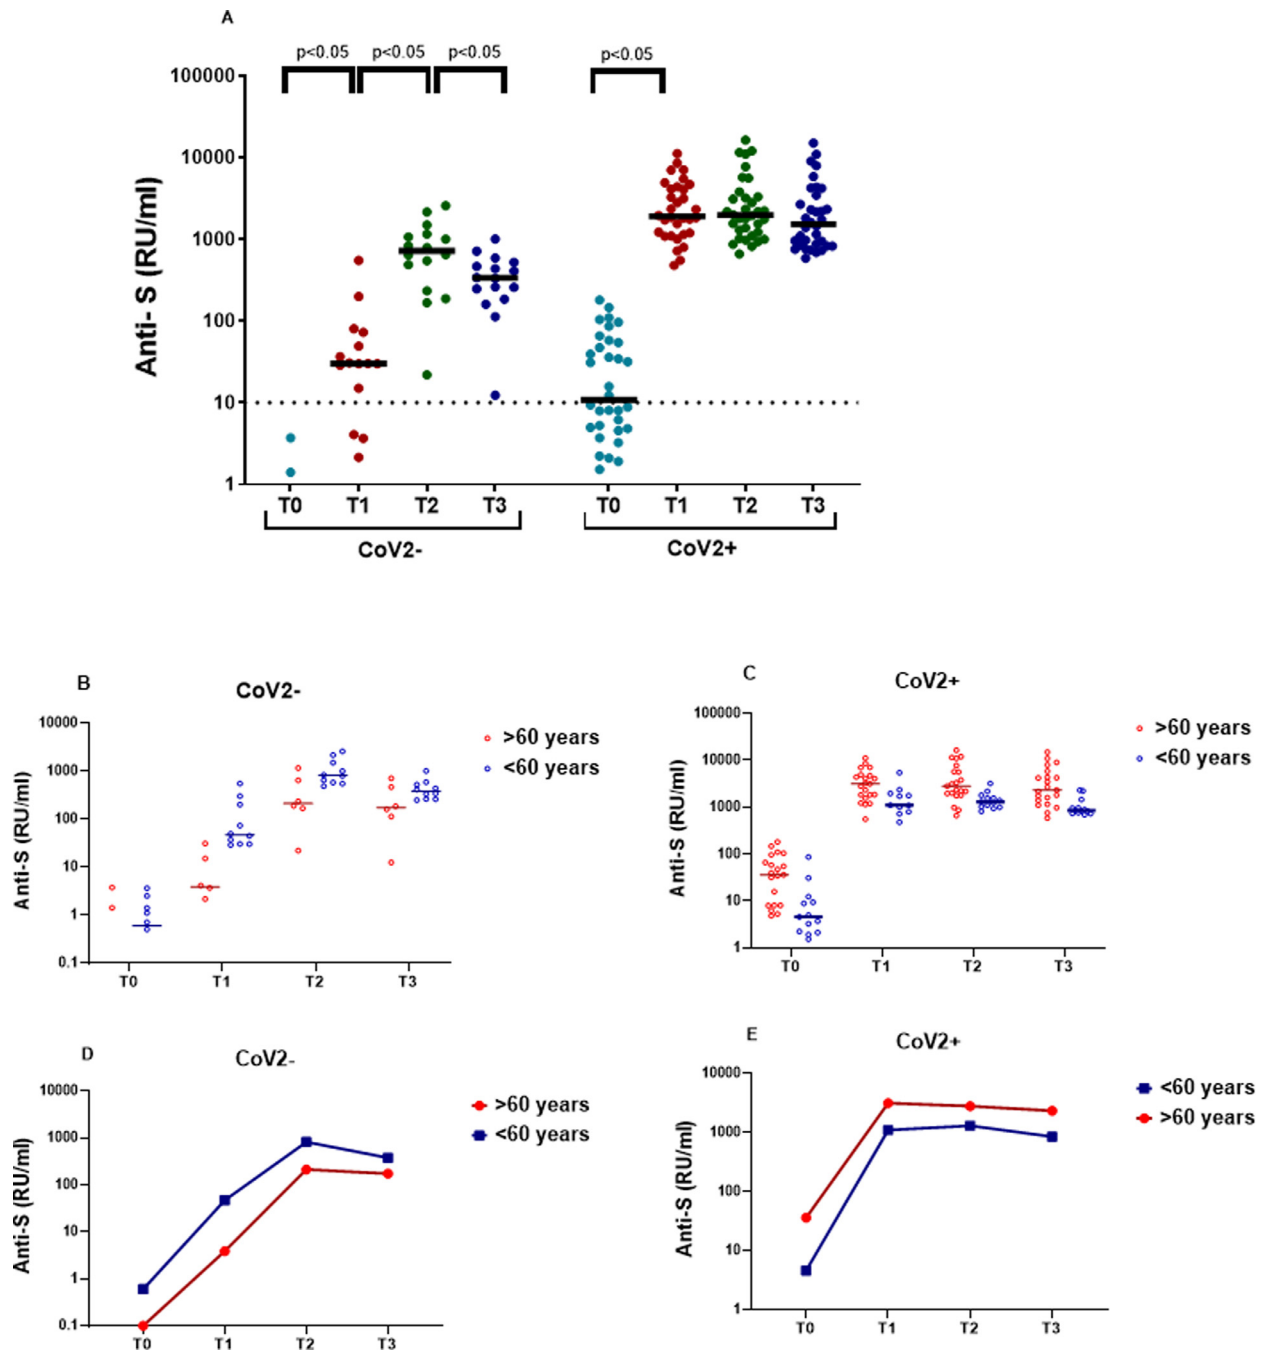 A
p<0.05 p<0.05 p<0.05 p<0.05
100000
10000
1000
100
10
1
Anti- S (RU/ml)
T0 T1 T2 T3 T0 T1 T2 T3
CoV2- CoV2+
B
CoV2-
10000
1000
100
10
1
0.1
Anti-S (RU/ml)
>60 years
<60 years
T0 T1 T2 T3
C
CoV2+
100000
10000
1000
100
10
1
Anti-S (RU/ml)
>60 years
<60 years
T0 T1 T2 T3
D
CoV2-
10000
1000
100
10
1
0.1
Anti-S (RU/ml)
>60 years
<60 years
T0 T1 T2 T3
E
CoV2+
10000
1000
100
10
1
Anti-S (RU/ml)
<60 years
>60 years
T0 T1 T2 T3